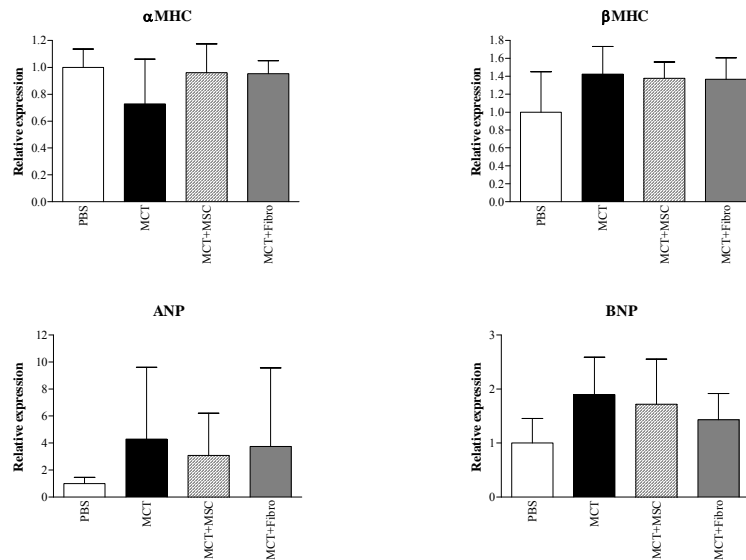 αMHC
Relative expression
1.2
1.0
0.8
0.6
0.4
0.2
0.0
PBS
MCT
MCT+MSC
MCT+Fibro
βMHC
Relative expression
1.8
1.6
1.4
1.2
1.0
0.8
0.6
0.4
0.2
0.0
PBS
MCT
MCT+MSC
MCT+Fibro
ANP
Relative expression
12
10
8
6
4
2
0
PBS
MCT
MCT+MSC
MCT+Fibro
BNP
Relative expression
3
2
1
0
PBS
MCT
MCT+MSC
MCT+Fibro